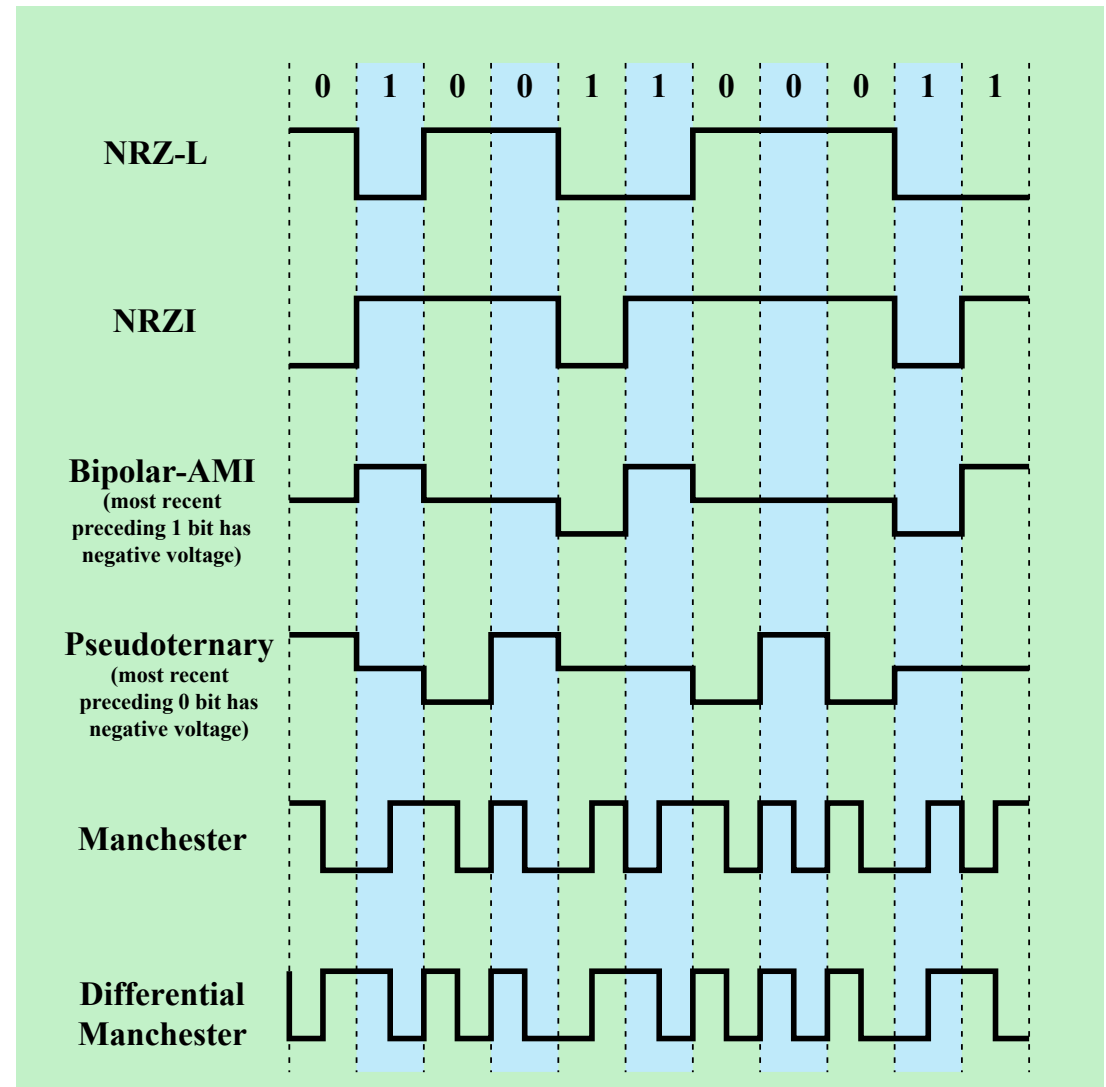 0 1 0 0 1 1 0 0 0 1 1
NRZ-L
NRZI
Bipolar-AMI
(most recent
preceding 1 bit has
negative voltage)
Pseudoternary
(most recent
preceding 0 bit has
negative voltage)
Manchester
Differential
Manchester